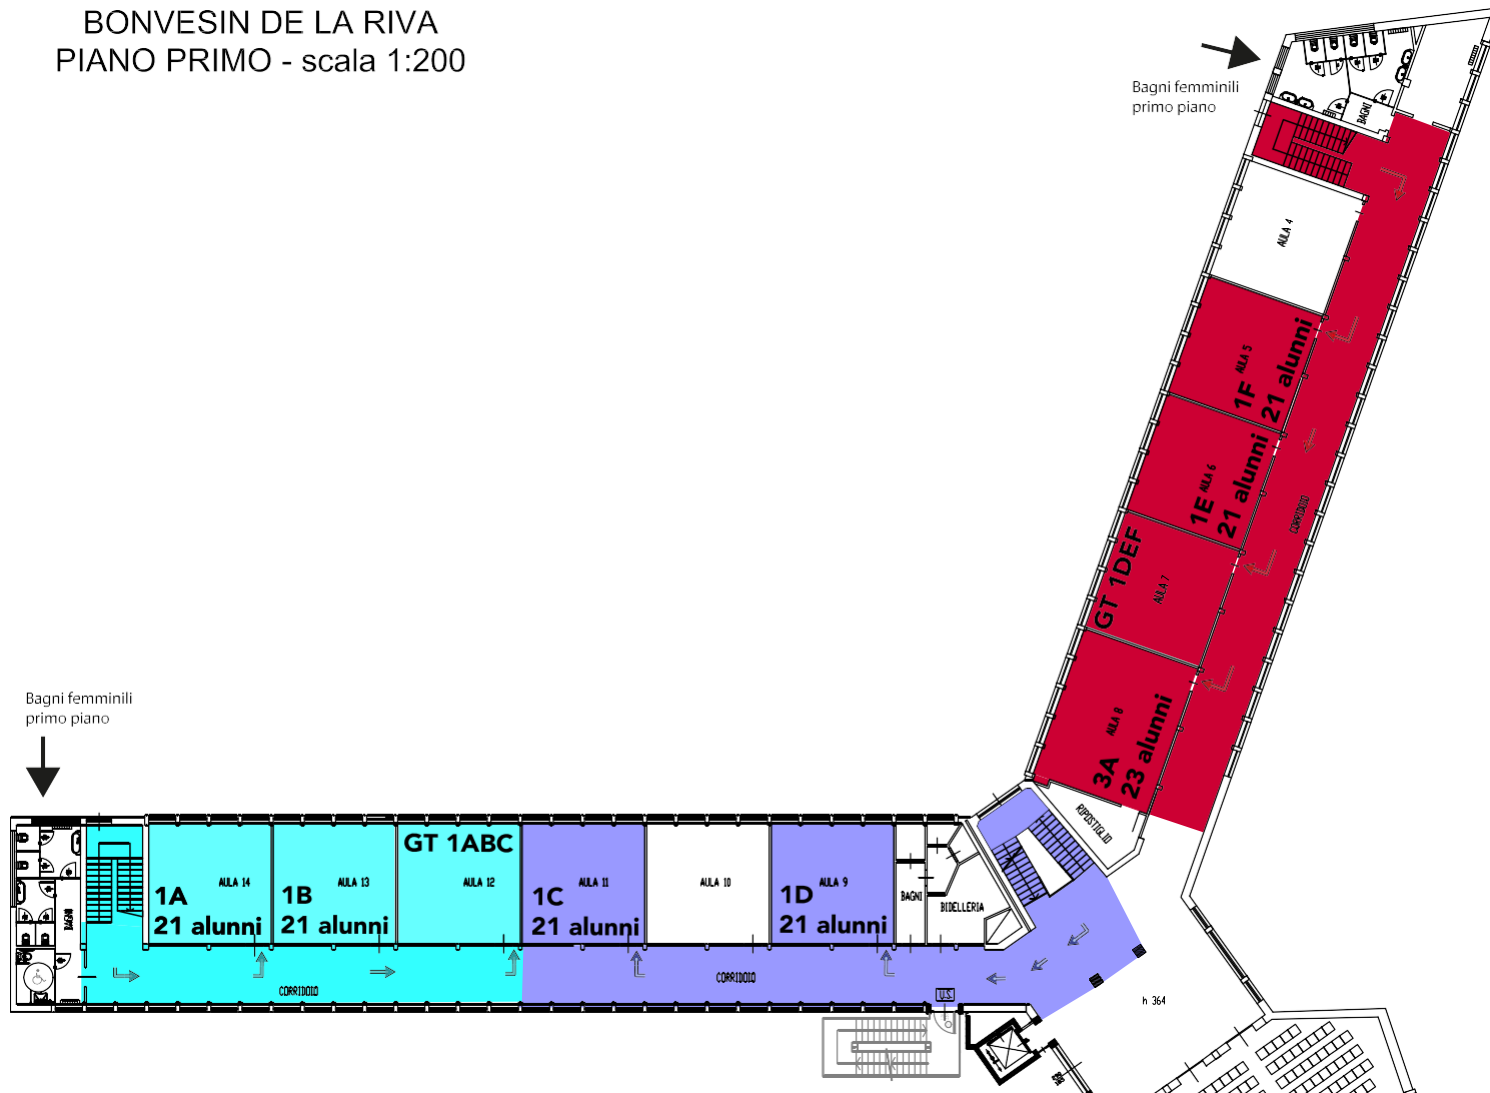 BONVESIN DE LA RIVA
PIANO PRIMO - scala 1:200
Bagni femminili
primo piano
BAGNI
AULA 4
AULA 5
1F
21 alunni
AULA 6
1E
21 alunni
CORRIDOIO
GT 1DEF
AULA 7
AULA 8
3A
23 alunni
RIPOSTIGLIO
Bagni femminili
primo piano
BAGNO
AULA 14
1A
21 alunni
AULA 13
1B
21 alunni
GT 1ABC
AULA 12
AULA 11
1C
21 alunni
AULA 10
AULA 9
1D
21 alunni
BAGNI
BIDELLERIA
CORRIDOIO
CORRIDOIO
U.S.
h 364